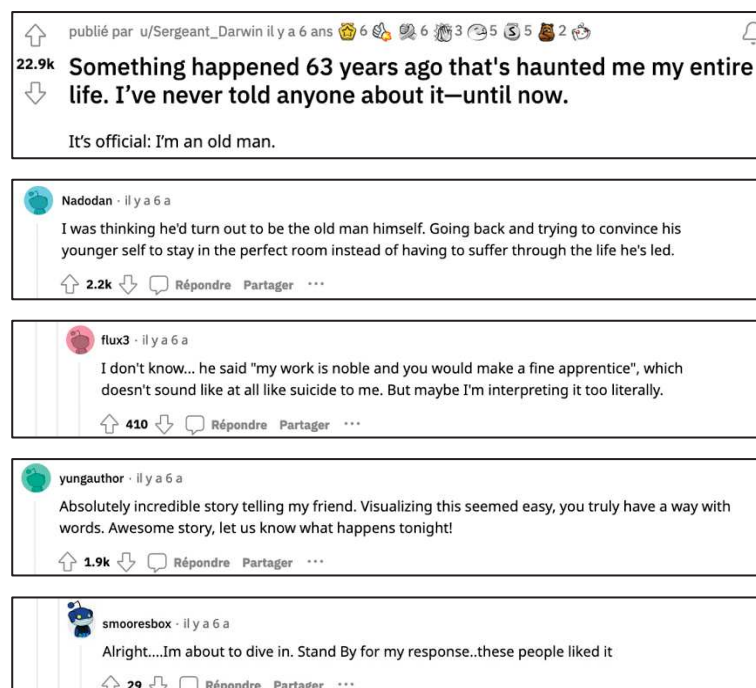 publié par u/Sergeant_Darwin il y a 6 ans 6 6 3 5 5 2
22.9k Something happened 63 years ago that's haunted me my entire
life. I’ve never told anyone about it—until now.
It’s official: I’m an old man.
Nadodan · il y a 6 a
I was thinking he'd turn out to be the old man himself. Going back and trying to convince his
younger self to stay in the perfect room instead of having to suffer through the life he's led.
2.2k Répondre Partager ···
flux3 · il y a 6 a
I don't know... he said "my work is noble and you would make a fine apprentice", which
doesn't sound like at all like suicide to me. But maybe I'm interpreting it too literally.
410 Répondre Partager ···
yungauthor · il y a 6 a
Absolutely incredible story telling my friend. Visualizing this seemed easy, you truly have a way with
words. Awesome story, let us know what happens tonight!
1.9k Répondre Partager ···
smooresbox · il y a 6 a
Alright....Im about to dive in. Stand By for my response..these people liked it
29 Répondre Partager ···